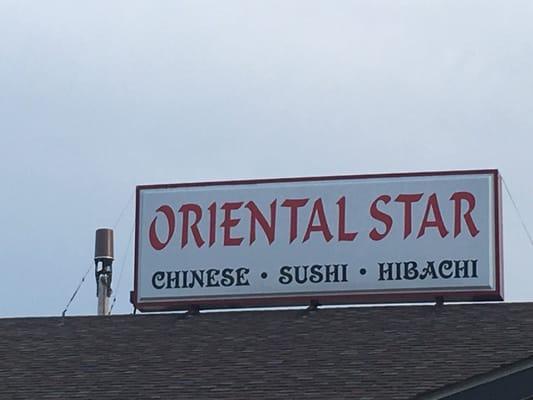 ORIENTAL STAR
CHINESE • SUSHI • HIBACHI